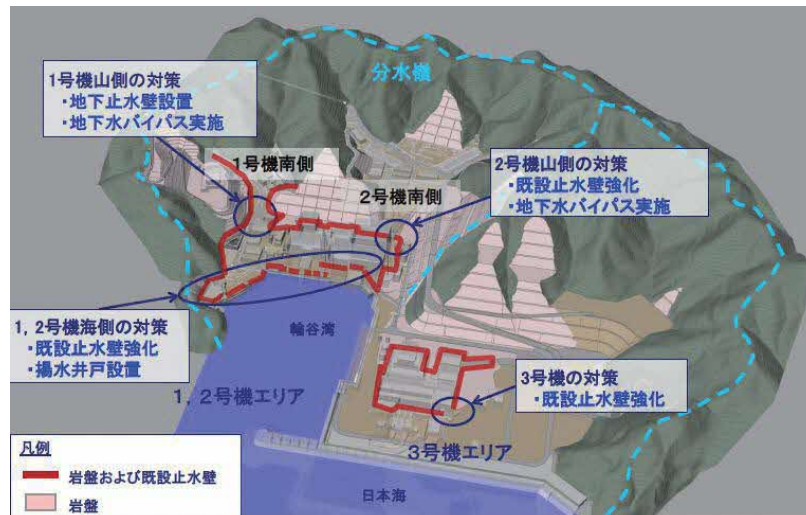 分水嶺
1号機山側の対策
・地下止水壁設置
・地下水バイパス実施
1号機南側
2号機南側
2号機山側の対策
・既設止水壁強化
・地下水バイパス実施
1, 2号機海側の対策
・既設止水壁強化
・揚水井戸設置
輪谷湾
1, 2号機エリア
3号機の対策
・既設止水壁強化
3号機エリア
日本海
凡例
岩盤および既設止水壁
岩盤